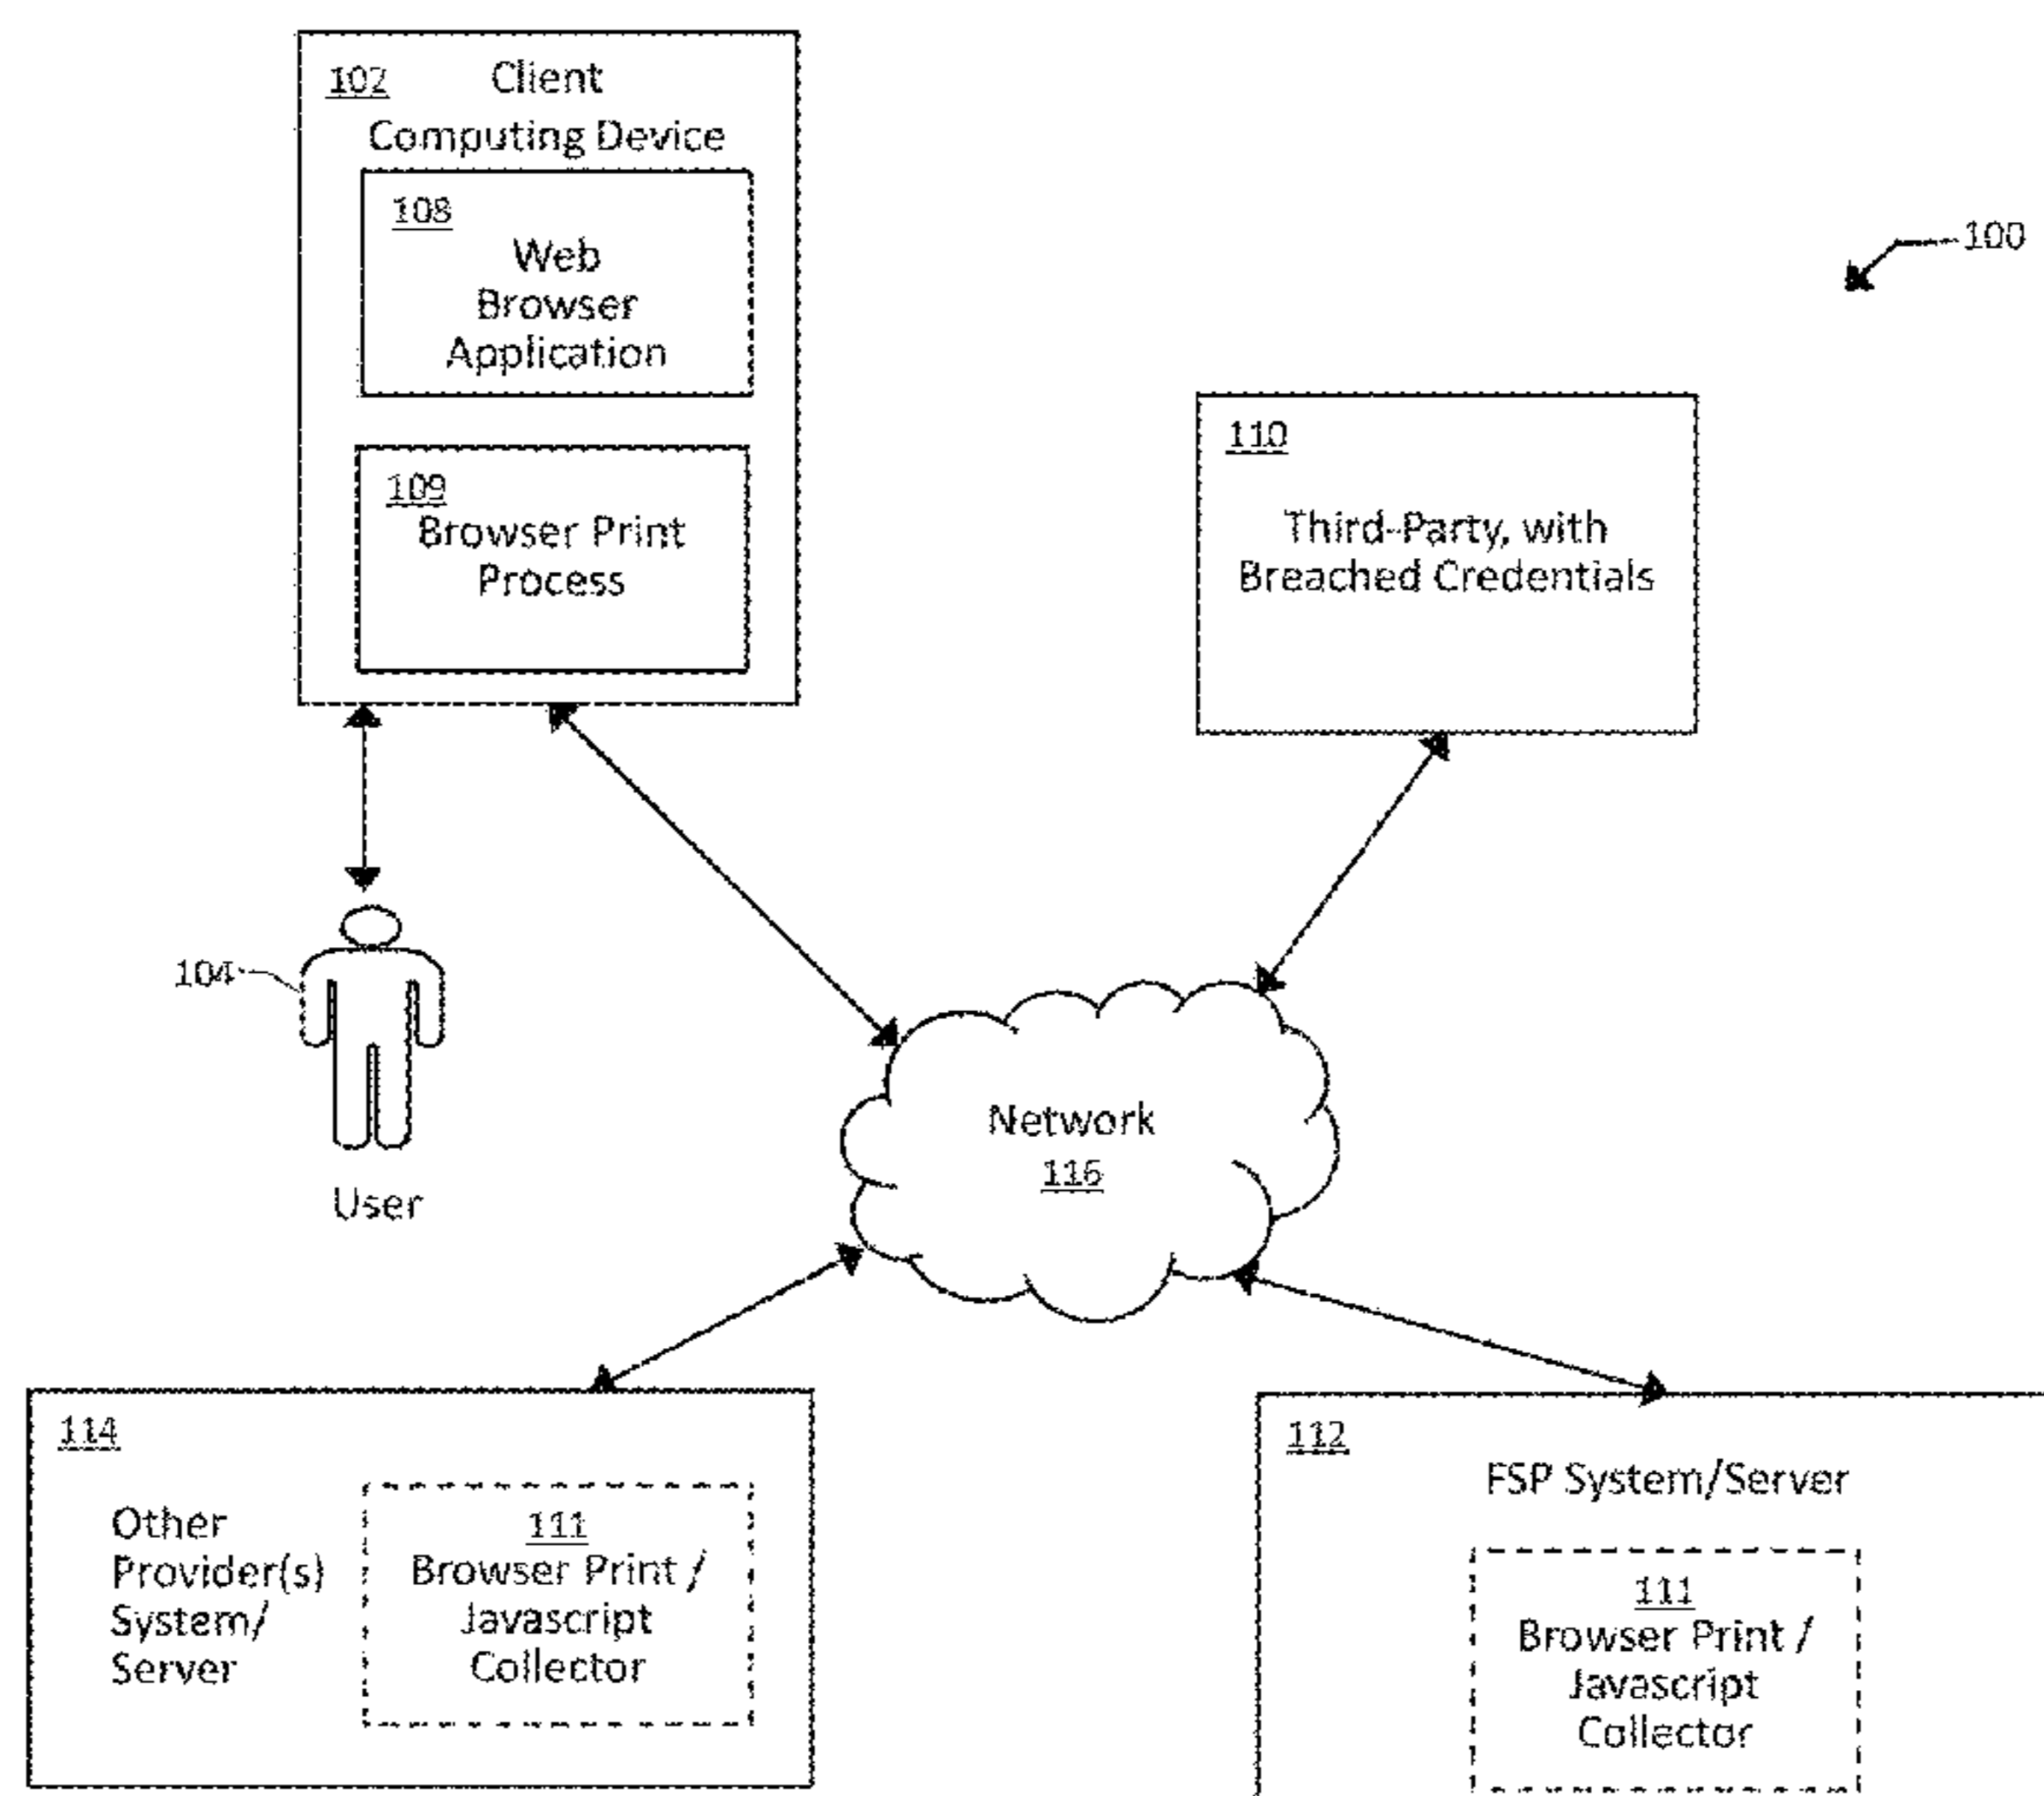 102
Client
Computing Device
108
Web
Browser
Application
109
Browser Print
Process
100
110
Third-Party, with
Breached Credentials
104
User
Network
116
114
Other
Provider(s)
System/
Server
111
Browser Print /
Javascript
Collector
112
FSP System/Server
111
Browser Print /
Javascript
Collector